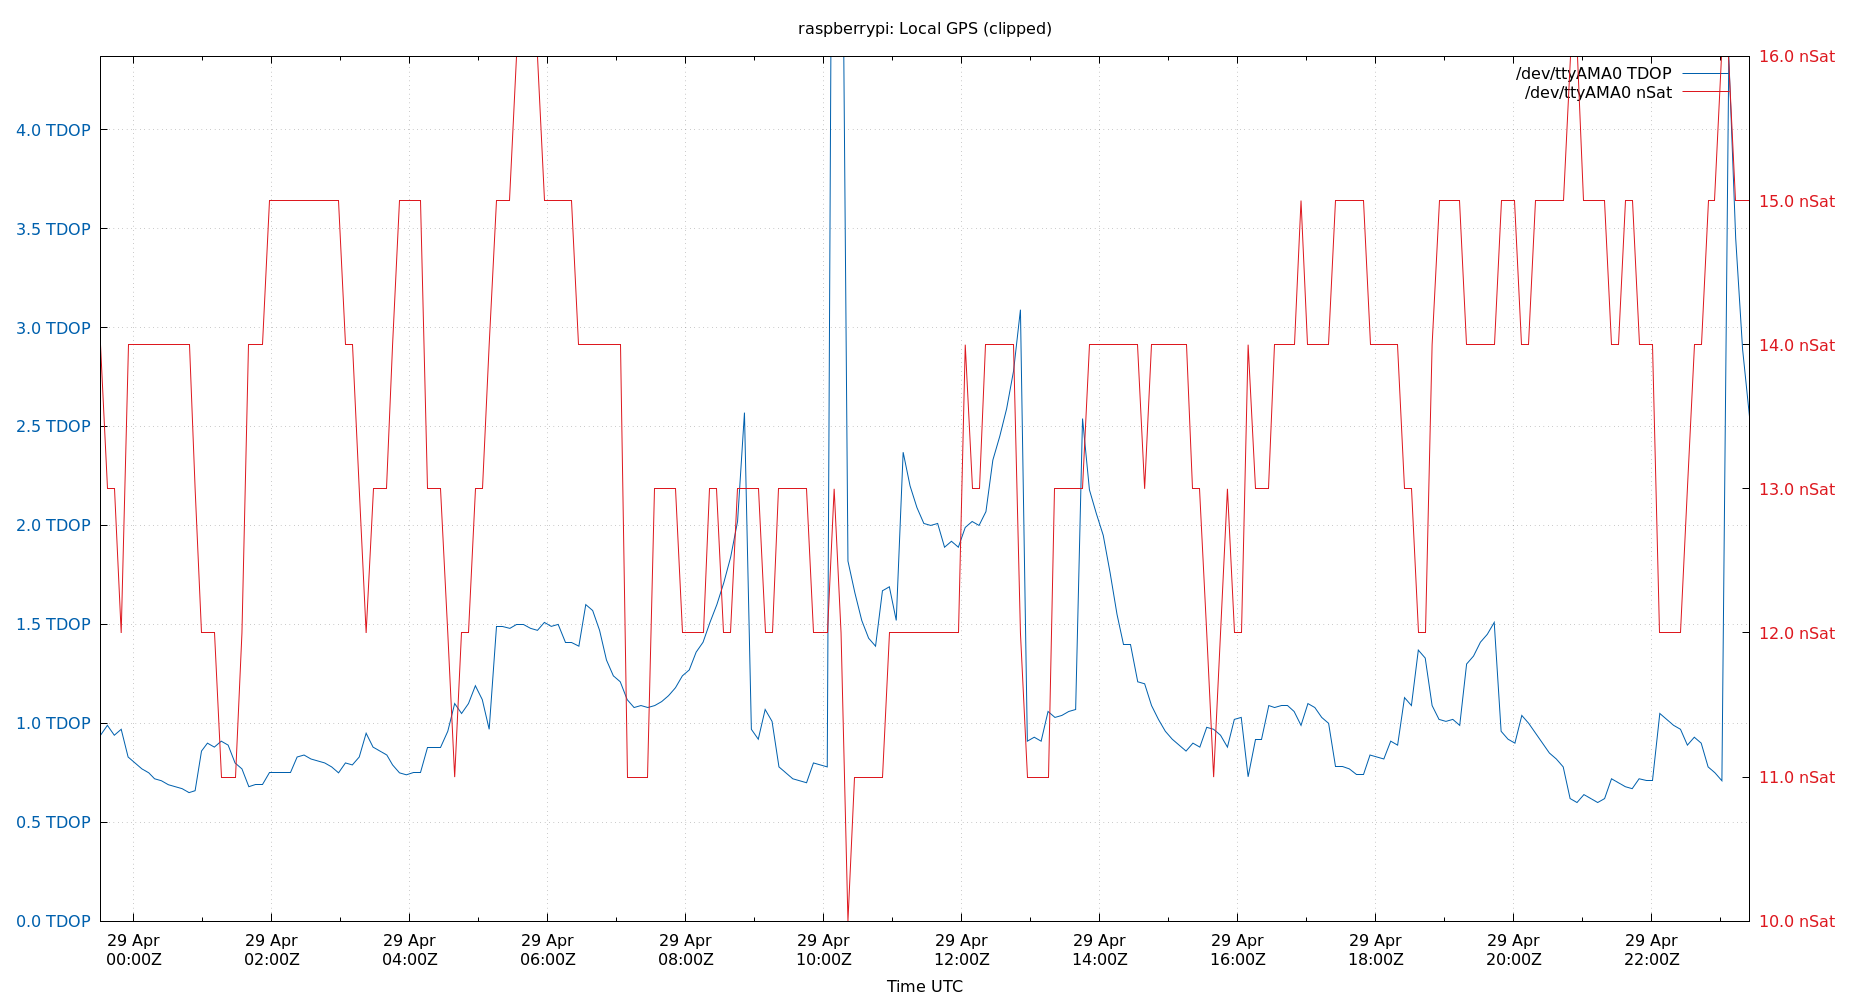 raspberrypi: Local GPS (clipped)
16.0 nSat
/dev/ttyAMA0 TDOP
/dev/ttyAMA0 nSat
4.0 TDOP
15.0 nSat
3.5 TDOP
3.0 TDOP
14.0 nSat
2.5 TDOP
13.0 nSat
2.0 TDOP
1.5 TDOP
12.0 nSat
1.0 TDOP
11.0 nSat
0.5 TDOP
0.0 TDOP
10.0 nSat
29 Apr 29 Apr 29 Apr 29 Apr 29 Apr 29 Apr 29 Apr 29 Apr 29 Apr 29 Apr 29 Apr 29 Apr
00:00Z 02:00Z 04:00Z 06:00Z 08:00Z 10:00Z 12:00Z 14:00Z 16:00Z 18:00Z 20:00Z 22:00Z
Time UTC